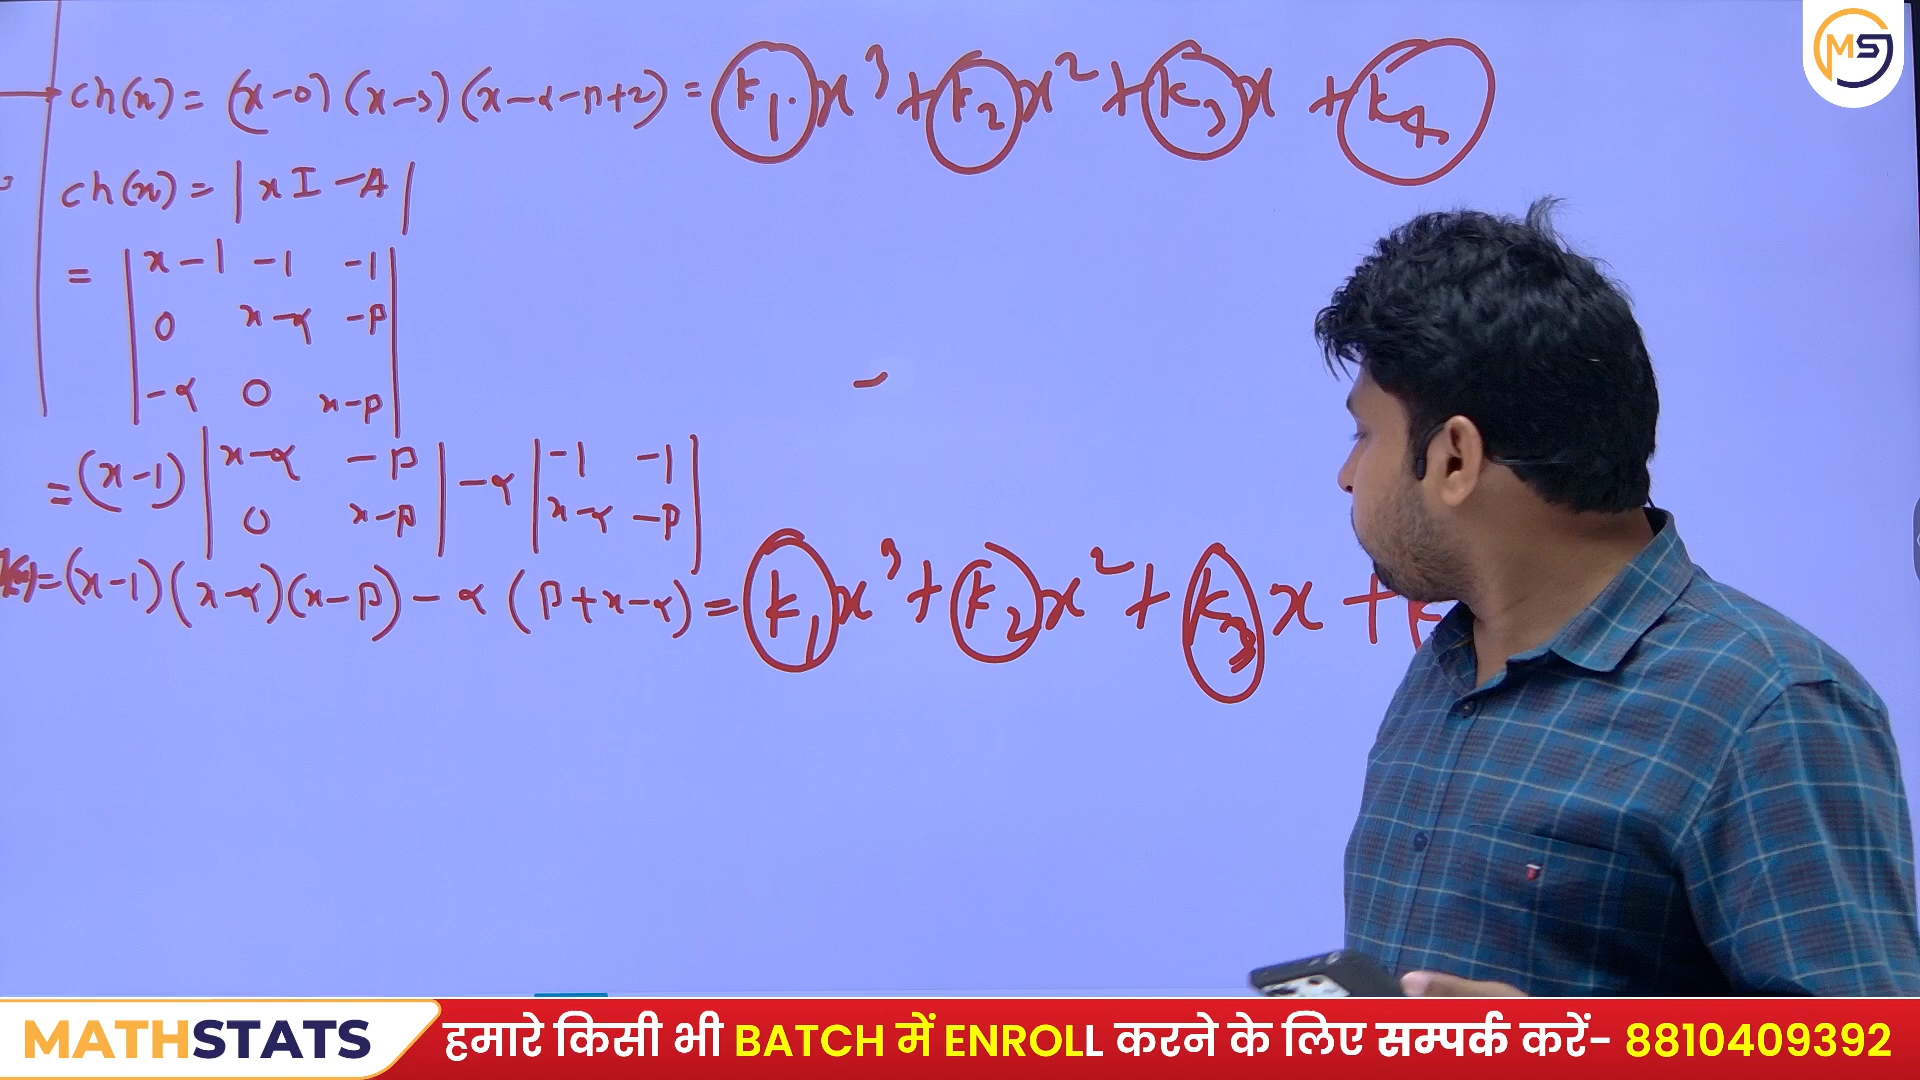 ch(x) = (x-0) (x-3) (x-α-β+2) = k₁x³ + k₂x² + k₃x + k₄
ch(x) = |xI - A|
= | x-1 -1 -1 |
| 0 x-α -β |
| -α 0 x-β |
= (x-1) | x-α -β | -α | -1 -1 |
| 0 x-β | | x-α -β |
= (x-1) (x-α) (x-β) - α (β+x-α) = k₁x³ + k₂x² + k₃x +
MS
MATHSTATS
हमारे किसी भी BATCH में ENROLL करने के लिए सम्पर्क करें- 8810409392